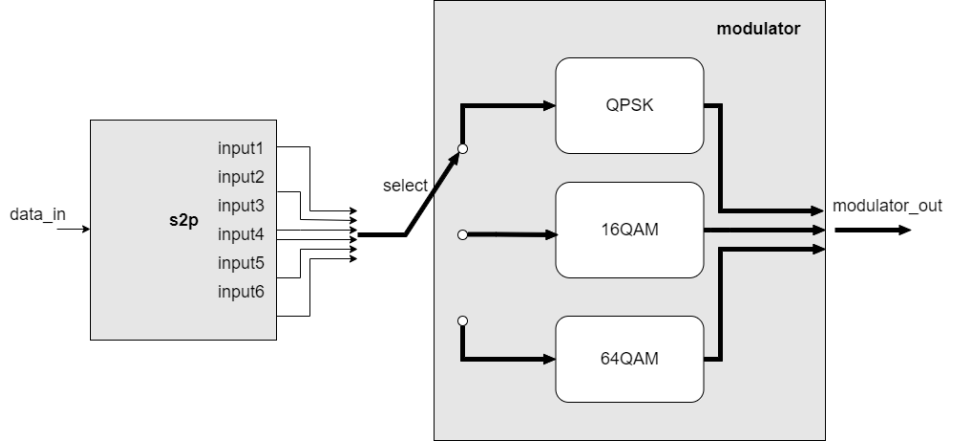 modulator
QPSK
input1
input2
select
input3
data_in
s2p
modulator_out
input4
16QAM
input5
input6
64QAM